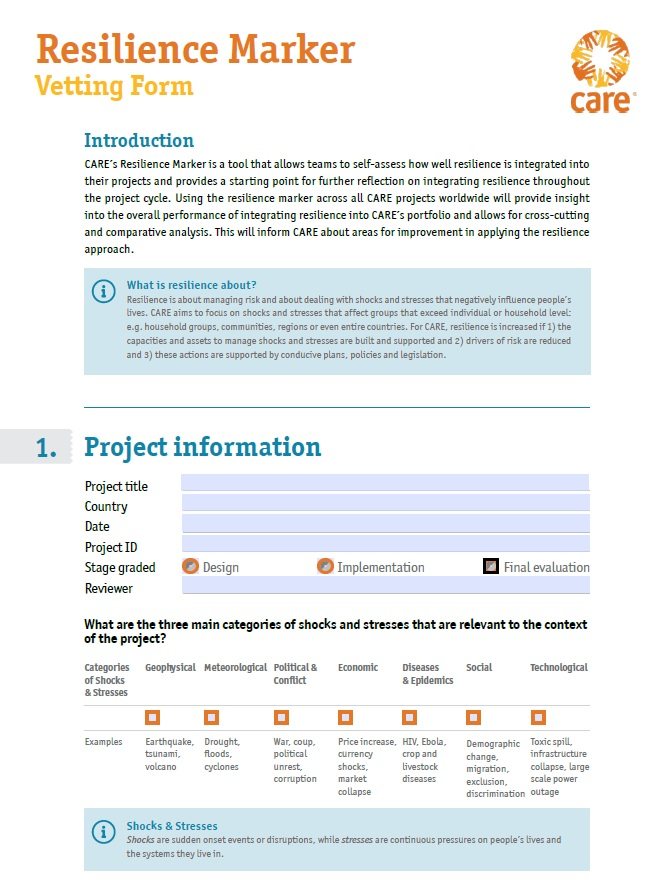 Resilience Marker
Vetting Form
care
Introduction
CARE's Resilience Marker is a tool that allows teams to self-assess how well resilience is integrated into
their projects and provides a starting point for further reflection on integrating resilience throughout
the project cycle. Using the resilience marker across all CARE projects worldwide will provide insight
into the overall performance of integrating resilience into CARE's portfolio and allows for cross-cutting
and comparative analysis. This will inform CARE about areas for improvement in applying the resilience
approach.
What is resilience about?
Resilience is about managing risk and about dealing with shocks and stresses that negatively influence people's
lives. CARE aims to focus on shocks and stresses that affect groups that exceed individual or household level:
e.g. household groups, communities, regions or even entire countries. For CARE, resilience is increased if 1) the
capacities and assets to manage shocks and stresses are built and supported and 2) drivers of risk are reduced
and 3) these actions are supported by conducive plans, policies and legislation.
1. Project information
Project title
Country
Date
Project ID
Stage graded Design Implementation Final evaluation
Reviewer
What are the three main categories of shocks and stresses that are relevant to the context
of the project?
Categories Geophysical Meteorological Political & Economic Diseases Social Technological
of Shocks Conflict & Epidemics
& Stresses
Examples Earthquake, Drought, War, coup, Price increase, HIV, Ebola, Demographic Toxic spill,
tsunami, floods, political currency crop and change, infrastructure
volcano cyclones unrest, shocks, livestock migration, collapse, large
corruption market diseases exclusion, scale power
collapse discrimination outage
Shocks & Stresses
Shocks are sudden onset events or disruptions, while stresses are continuous pressures on people's lives and
the systems they live in.